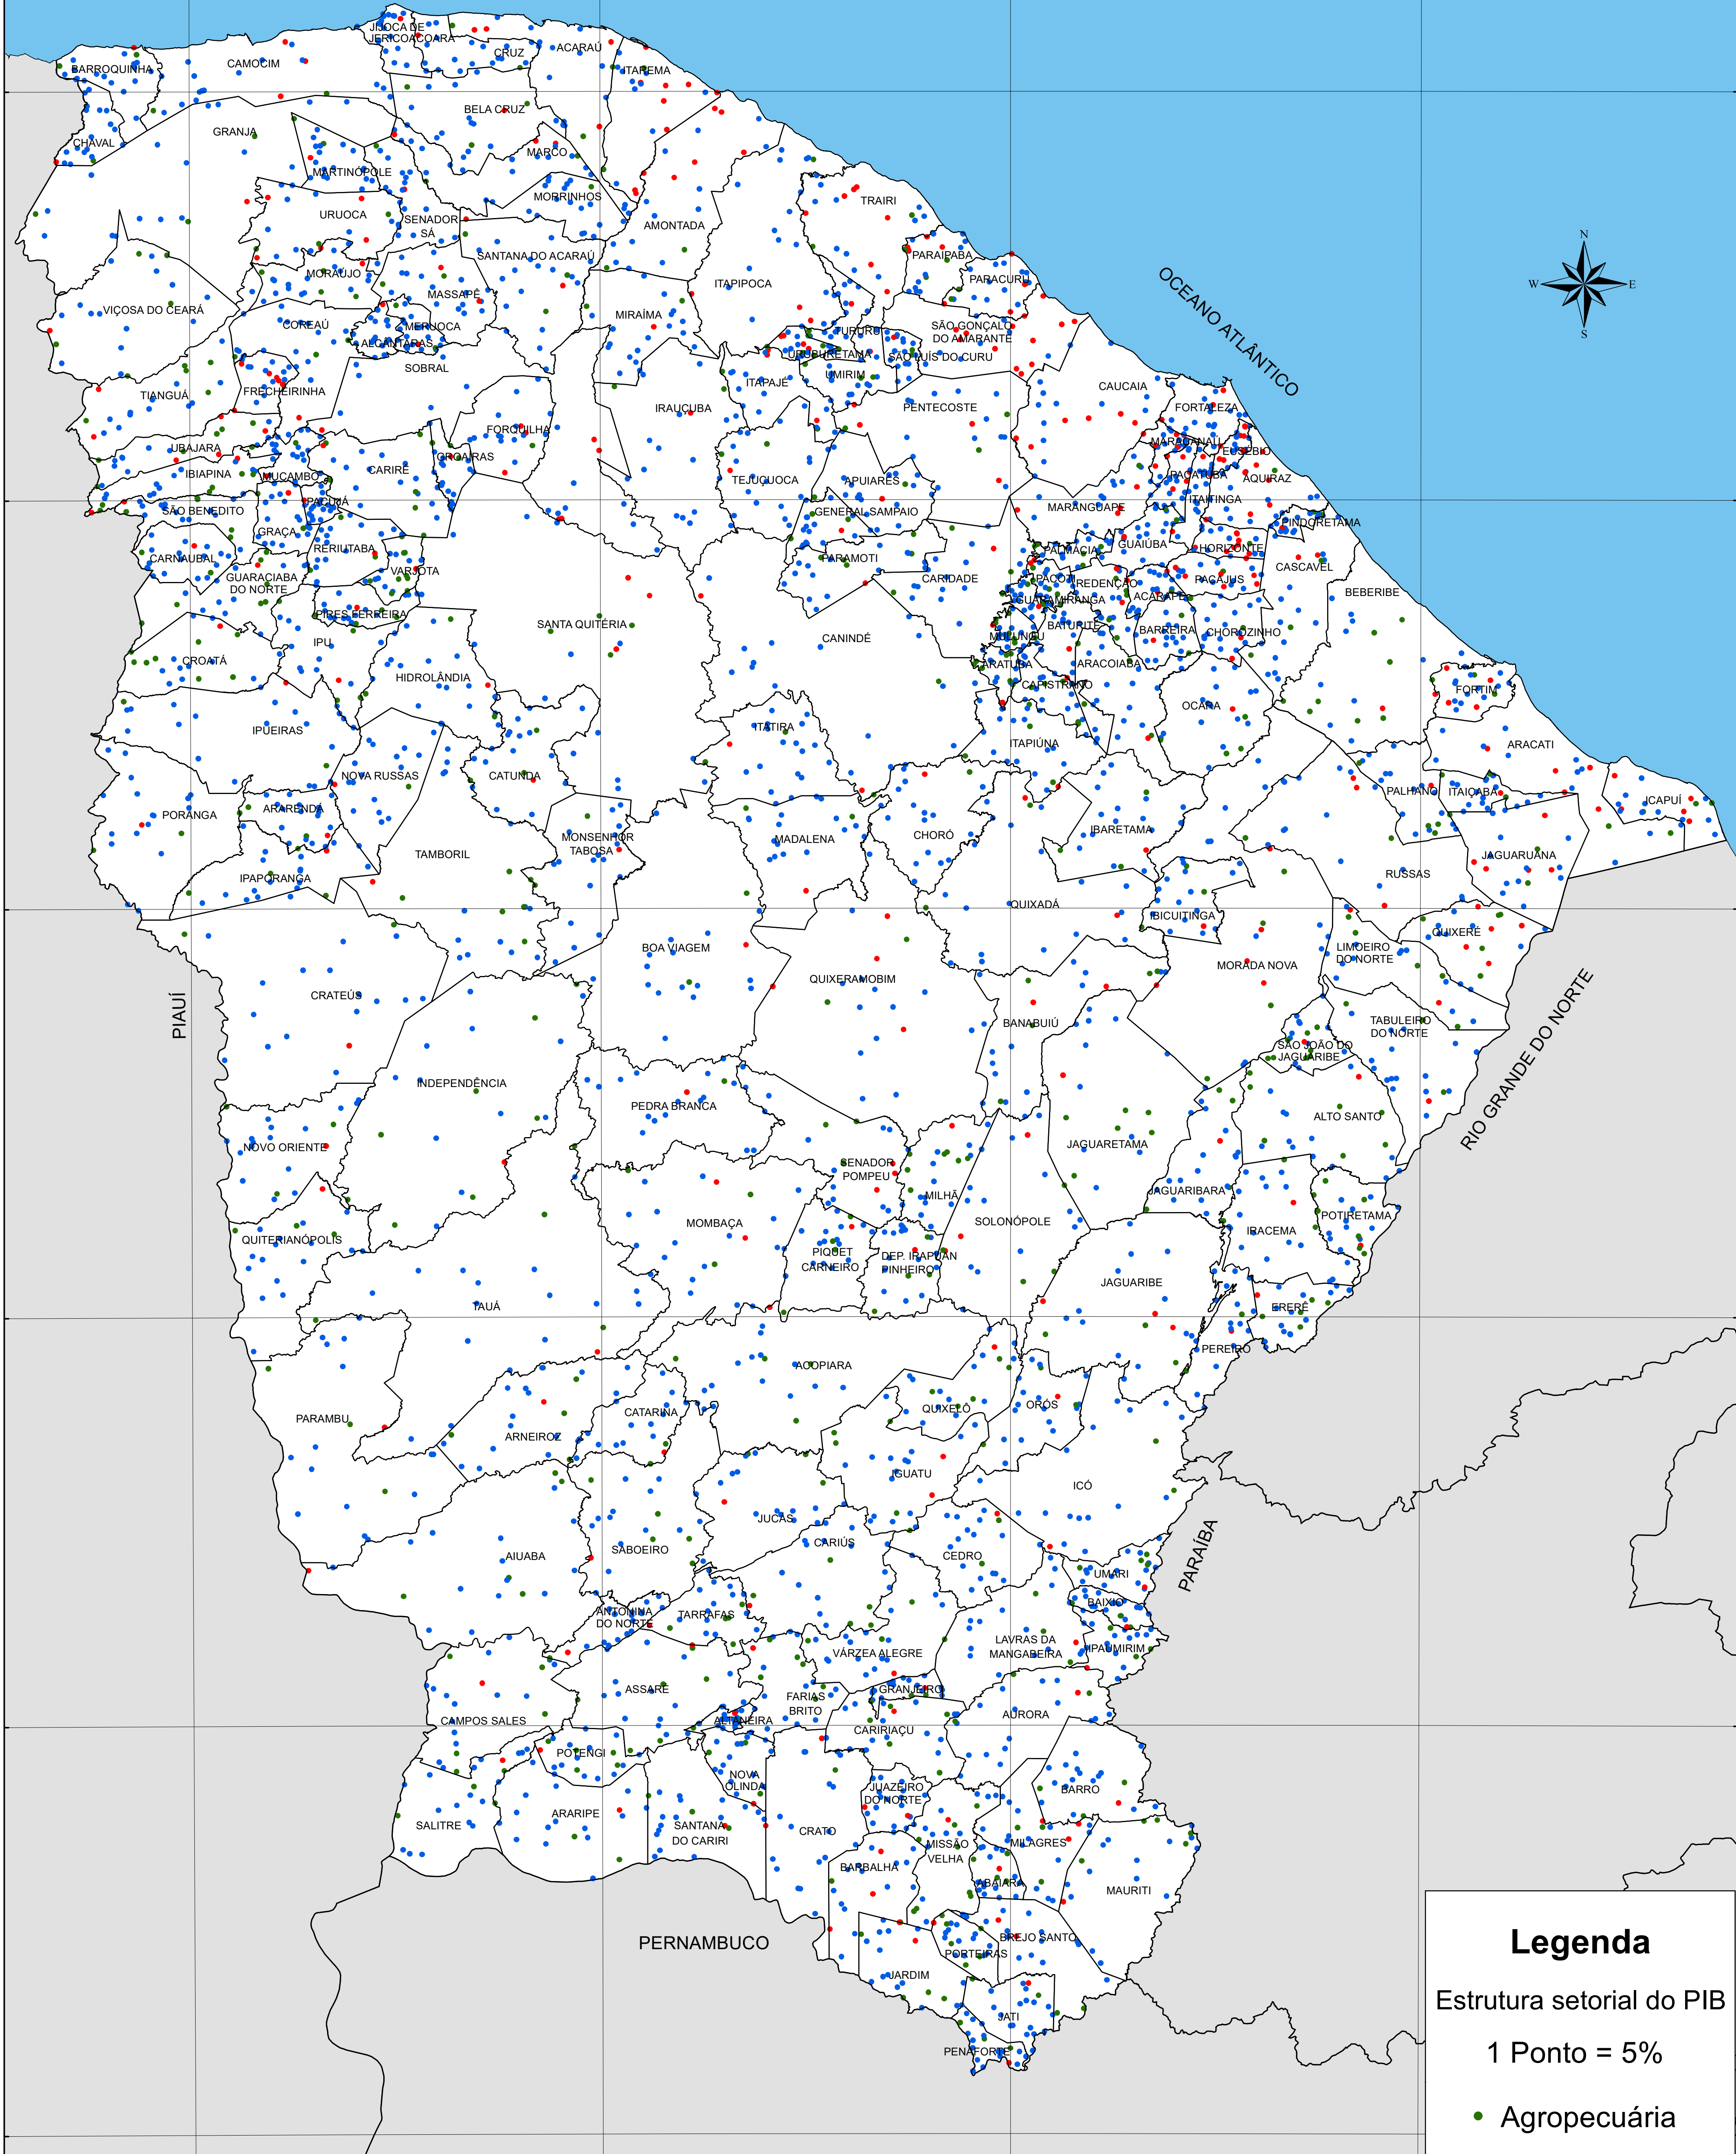 JIJOCA DE
JERICOACOARA
CRUZ
ACARAÚ
BARROQUINHA
CAMOCIM
ITAREMA
BELA CRUZ
GRANJA
CHAVAL
MARCO
MARTINÓPOLE
MORRINHOS
TRAIRI
URUOCA
SENADOR
SÁ
AMONTADA
SANTANA DO ACARAÚ
PARAIPABA
MORAÚJO
PARACURU
ITAPIPOCA
MASSAPÊ
VIÇOSA DO CEARÁ
MIRAÍMA
COREAÚ
MERUOCA
ALCÂNTARAS
TURURU
SÃO GONÇALO
DO AMARANTE
URUBURETAMA
SÃO LUÍS DO CURU
SOBRAL
UMIRIM
ITAPAJÉ
CAUCAIA
FRECHEIRINHA
TIANGUÁ
IRAUÇUBA
PENTECOSTE
FORTALEZA
FORQUILHA
MARACANAÚ
EUSÉBIO
UBAJARA
GROAÍRAS
IBIAPINA
MUCAMBO
CARIRÉ
TEJUÇUOCA
APUIARÉS
PACATUBA
AQUIRAZ
PACUJÁ
ITAITINGA
SÃO BENEDITO
GENERAL SAMPAIO
MARANGUAPE
PINDORETAMA
GRAÇA
RERIUTABA
CARNAUBAL
PARAMOTI
PALMÁCIA
GUAIÚBA
HORIZONTE
GUARACIABA
DO NORTE
VARJOTA
CARIDADE
PACOTI
REDENÇÃO
PACAJUS
CASCAVEL
BEBERIBE
GUARAMIRANGA
ACARAPE
PIRES FERREIRA
SANTA QUITÉRIA
BATURITÉ
BARREIRA
CHOROZINHO
IPU
CANINDÉ
MULUNGU
CROATÁ
ARATUBA
ARACOIABA
HIDROLÂNDIA
CAPISTRANO
FORTIM
OCARA
IPUEIRAS
ITATIRA
ITAPIÚNA
ARACATI
NOVA RUSSAS
CATUNDA
PALHANO
ITAIÇABA
ICAPUÍ
PORANGA
ARARENDÁ
MONSENHOR
TABOSA
MADALENA
CHORÓ
IBARETAMA
TAMBORIL
JAGUARUANA
IPAPORANGA
RUSSAS
QUIXADÁ
IBICUITINGA
QUIXERÉ
BOA VIAGEM
LIMOEIRO
DO NORTE
MORADA NOVA
QUIXERAMOBIM
CRATEÚS
BANABUIÚ
TABULEIRO
DO NORTE
SÃO JOÃO DO
JAGUARIBE
INDEPENDÊNCIA
PEDRA BRANCA
ALTO SANTO
NOVO ORIENTE
JAGUARETAMA
SENADOR
POMPEU
JAGUARIBARA
MILHÃ
POTIRETAMA
SOLONÓPOLE
MOMBAÇA
IRACEMA
QUITERIANÓPOLIS
PIQUET
CARNEIRO
DEP. IRAPUAN
PINHEIRO
JAGUARIBE
TAUÁ
ERERÊ
PEREIRO
ACOPIARA
CATARINA
QUIXELÔ
ORÓS
PARAMBU
ARNEIROZ
IGUATU
ICÓ
JUCÁS
CARIÚS
SABOEIRO
AIUABA
CEDRO
UMARI
BAIXIO
ANTONINA
DO NORTE
TARRAFAS
LAVRAS DA
MANGABEIRA
IPAUMIRIM
VÁRZEA ALEGRE
ASSARÉ
GRANJEIRO
FARIAS
BRITO
AURORA
CAMPOS SALES
ALTANEIRA
CARIRIAÇU
POTENGI
NOVA
OLINDA
JUAZEIRO
DO NORTE
BARRO
ARARIPE
SALITRE
SANTANA
DO CARIRI
CRATO
MISSÃO
VELHA
MILAGRES
BARBALHA
ABAIARA
MAURITI
BREJO SANTO
PORTEIRAS
JARDIM
JATI
PENAFORTE
OCEANO ATLÂNTICO
PIAUÍ
RIO GRANDE DO NORTE
PARAÍBA
PERNAMBUCO
N
W
E
S
Legenda
Estrutura setorial do PIB
1 Ponto = 5%
Agropecuária